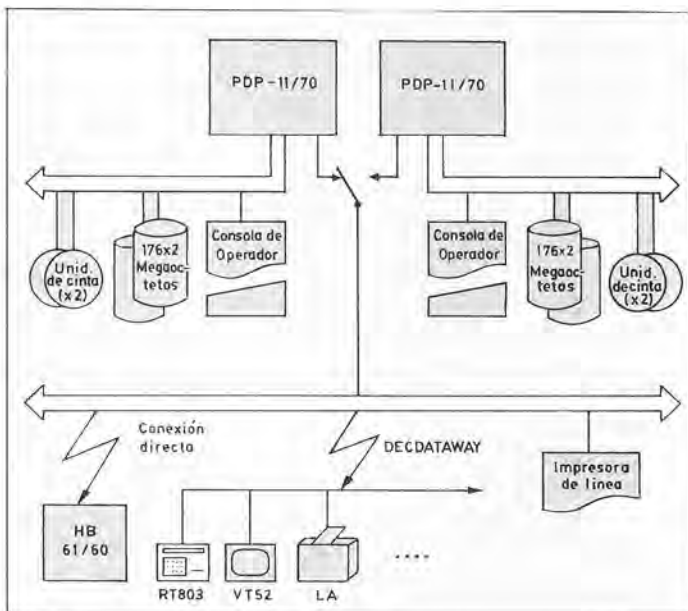 PDP-11/70
PDP-11/70
Unid.
de cinta
(x2)
176x2
Megaoc-
tetos
Consola de
Operador
Consola de
Operador
176x2
Megaoc-
tetos
Unid.
decinta
(x2)
Conexión
directa
DECDATAWAY
Impresora
de linea
HB
61/60
RT803
VT52
LA
....